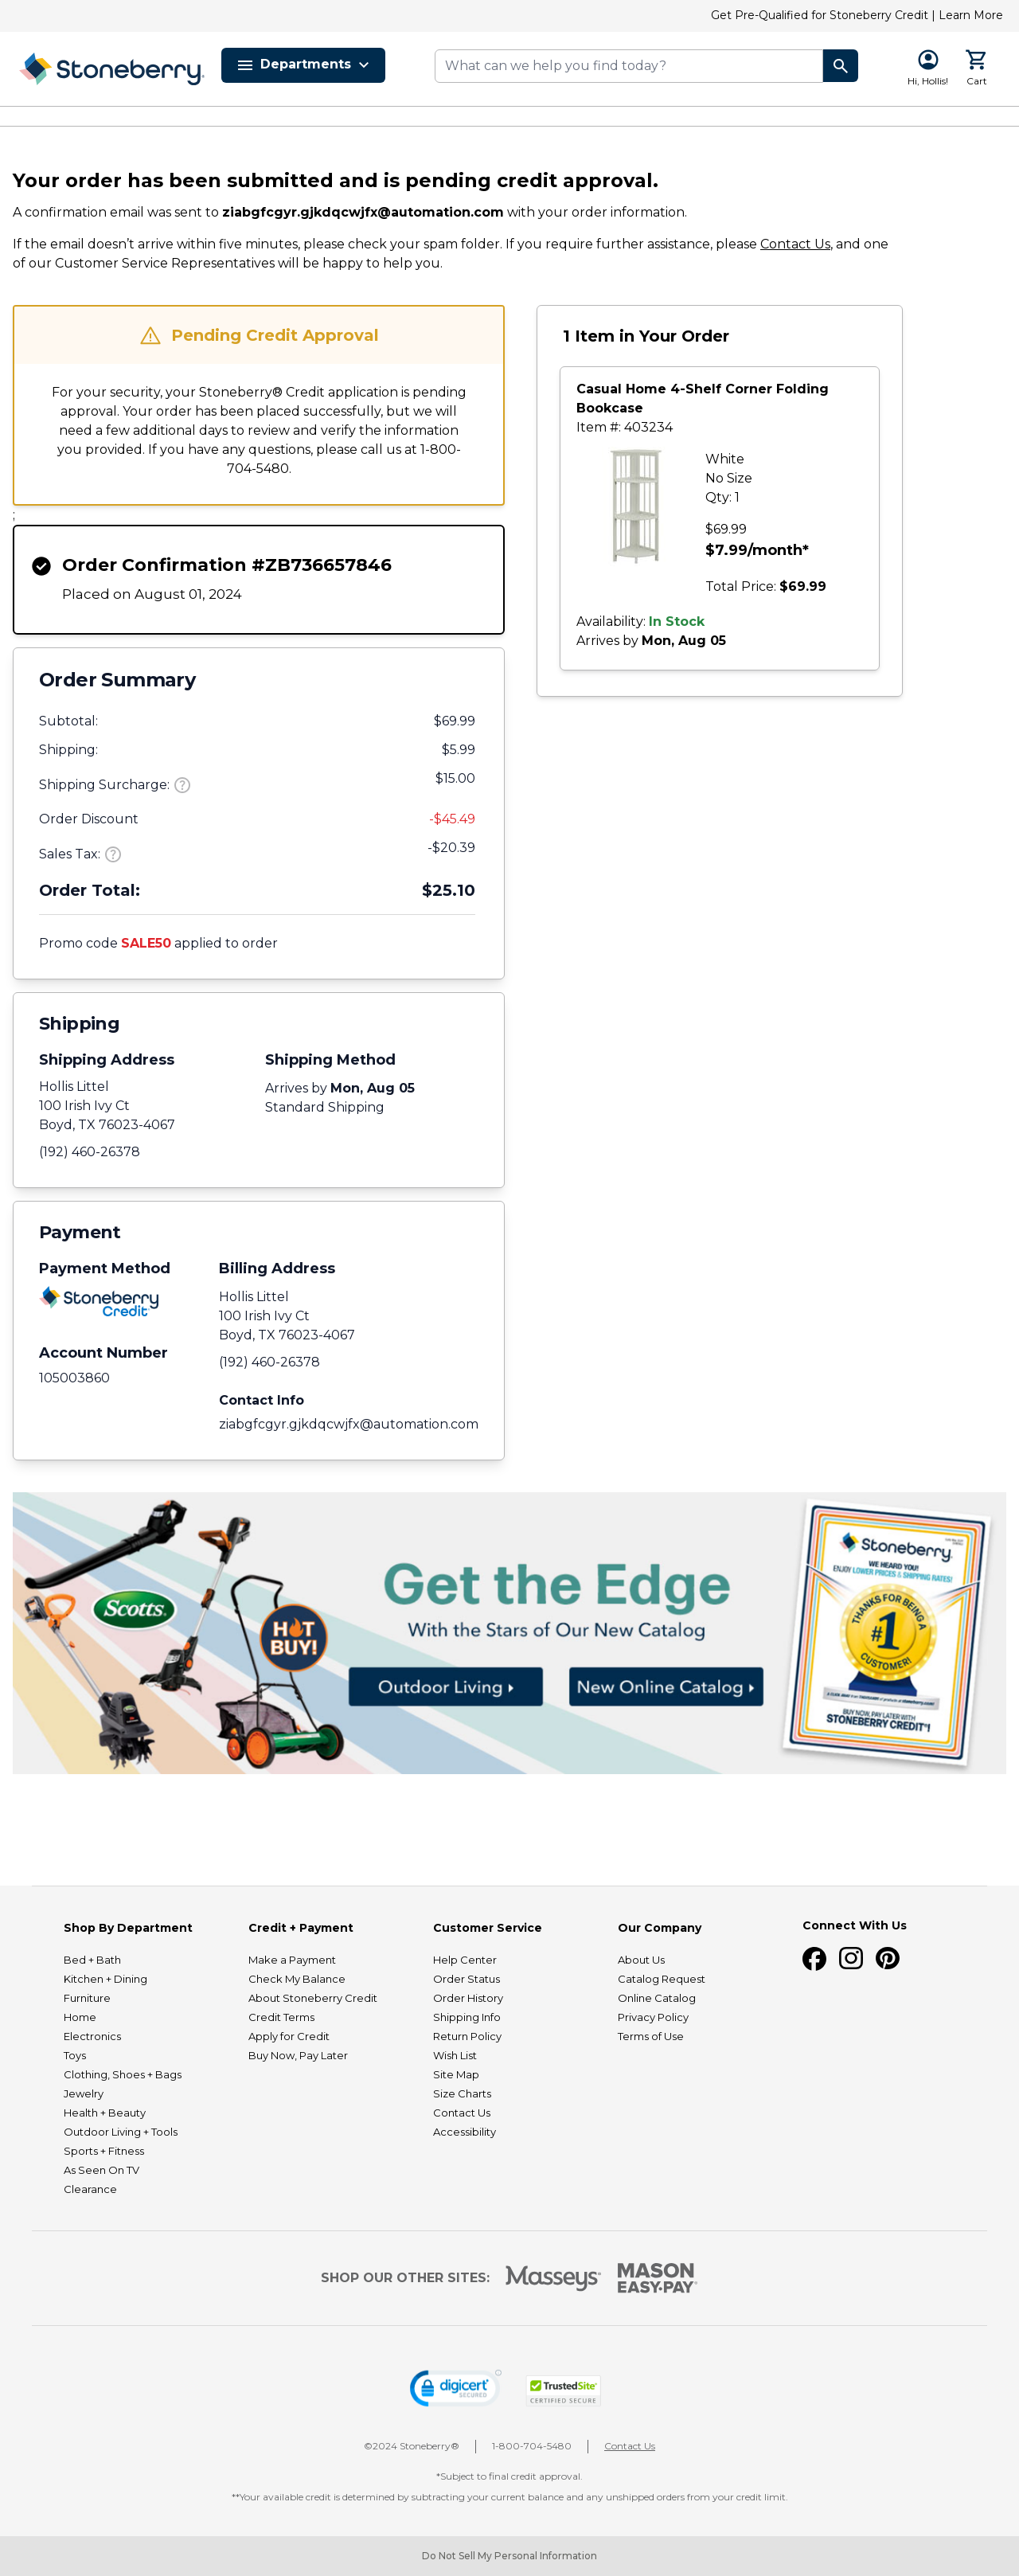 Get Pre-Qualified for Stoneberry Credit | Learn More
Stoneberry
Departments
What can we help you find today?
Hi, Hollis!
Cart
Your order has been submitted and is pending credit approval.
A confirmation email was sent to ziabgfcgyr.gjkdqcwjfx@automation.com with your order information.
If the email doesn’t arrive within five minutes, please check your spam folder. If you require further assistance, please Contact Us, and one
of our Customer Service Representatives will be happy to help you.
Pending Credit Approval
For your security, your Stoneberry® Credit application is pending
approval. Your order has been placed successfully, but we will
need a few additional days to review and verify the information
you provided. If you have any questions, please call us at 1-800-
704-5480.
;
Order Confirmation #ZB736657846
Placed on August 01, 2024
Order Summary
Subtotal: $69.99
Shipping: $5.99
Shipping Surcharge: $15.00
Order Discount -$45.49
Sales Tax: -$20.39
Order Total: $25.10
Promo code SALE50 applied to order
Shipping
Shipping Address
Hollis Littel
100 Irish Ivy Ct
Boyd, TX 76023-4067
(192) 460-26378
Shipping Method
Arrives by Mon, Aug 05
Standard Shipping
Payment
Payment Method
Stoneberry
Credit
Account Number
105003860
Billing Address
Hollis Littel
100 Irish Ivy Ct
Boyd, TX 76023-4067
(192) 460-26378
Contact Info
ziabgfcgyr.gjkdqcwjfx@automation.com
1 Item in Your Order
Casual Home 4-Shelf Corner Folding
Bookcase
Item #: 403234
White
No Size
Qty: 1
$69.99
$7.99/month*
Total Price: $69.99
Availability: In Stock
Arrives by Mon, Aug 05
Scotts
HOT
BUY!
Get the Edge
With the Stars of Our New Catalog
Outdoor Living
New Online Catalog
Stoneberry
WE HEARD YOU!
ENJOY LOWER PRICES & SHIPPING RATES!
THANKS FOR BEING A
#1
CUSTOMER!
BUY NOW, PAY LATER WITH
STONEBERRY CREDIT!
Shop By Department
Bed + Bath
Kitchen + Dining
Furniture
Home
Electronics
Toys
Clothing, Shoes + Bags
Jewelry
Health + Beauty
Outdoor Living + Tools
Sports + Fitness
As Seen On TV
Clearance
Credit + Payment
Make a Payment
Check My Balance
About Stoneberry Credit
Credit Terms
Apply for Credit
Buy Now, Pay Later
Customer Service
Help Center
Order Status
Order History
Shipping Info
Return Policy
Wish List
Site Map
Size Charts
Contact Us
Accessibility
Our Company
About Us
Catalog Request
Online Catalog
Privacy Policy
Terms of Use
Connect With Us
SHOP OUR OTHER SITES:
Masseys
MASON
EASY•PAY
digicert
SECURED
TrustedSite
CERTIFIED SECURE
©2024 Stoneberry®
1-800-704-5480
Contact Us
*Subject to final credit approval.
**Your available credit is determined by subtracting your current balance and any unshipped orders from your credit limit.
Do Not Sell My Personal Information